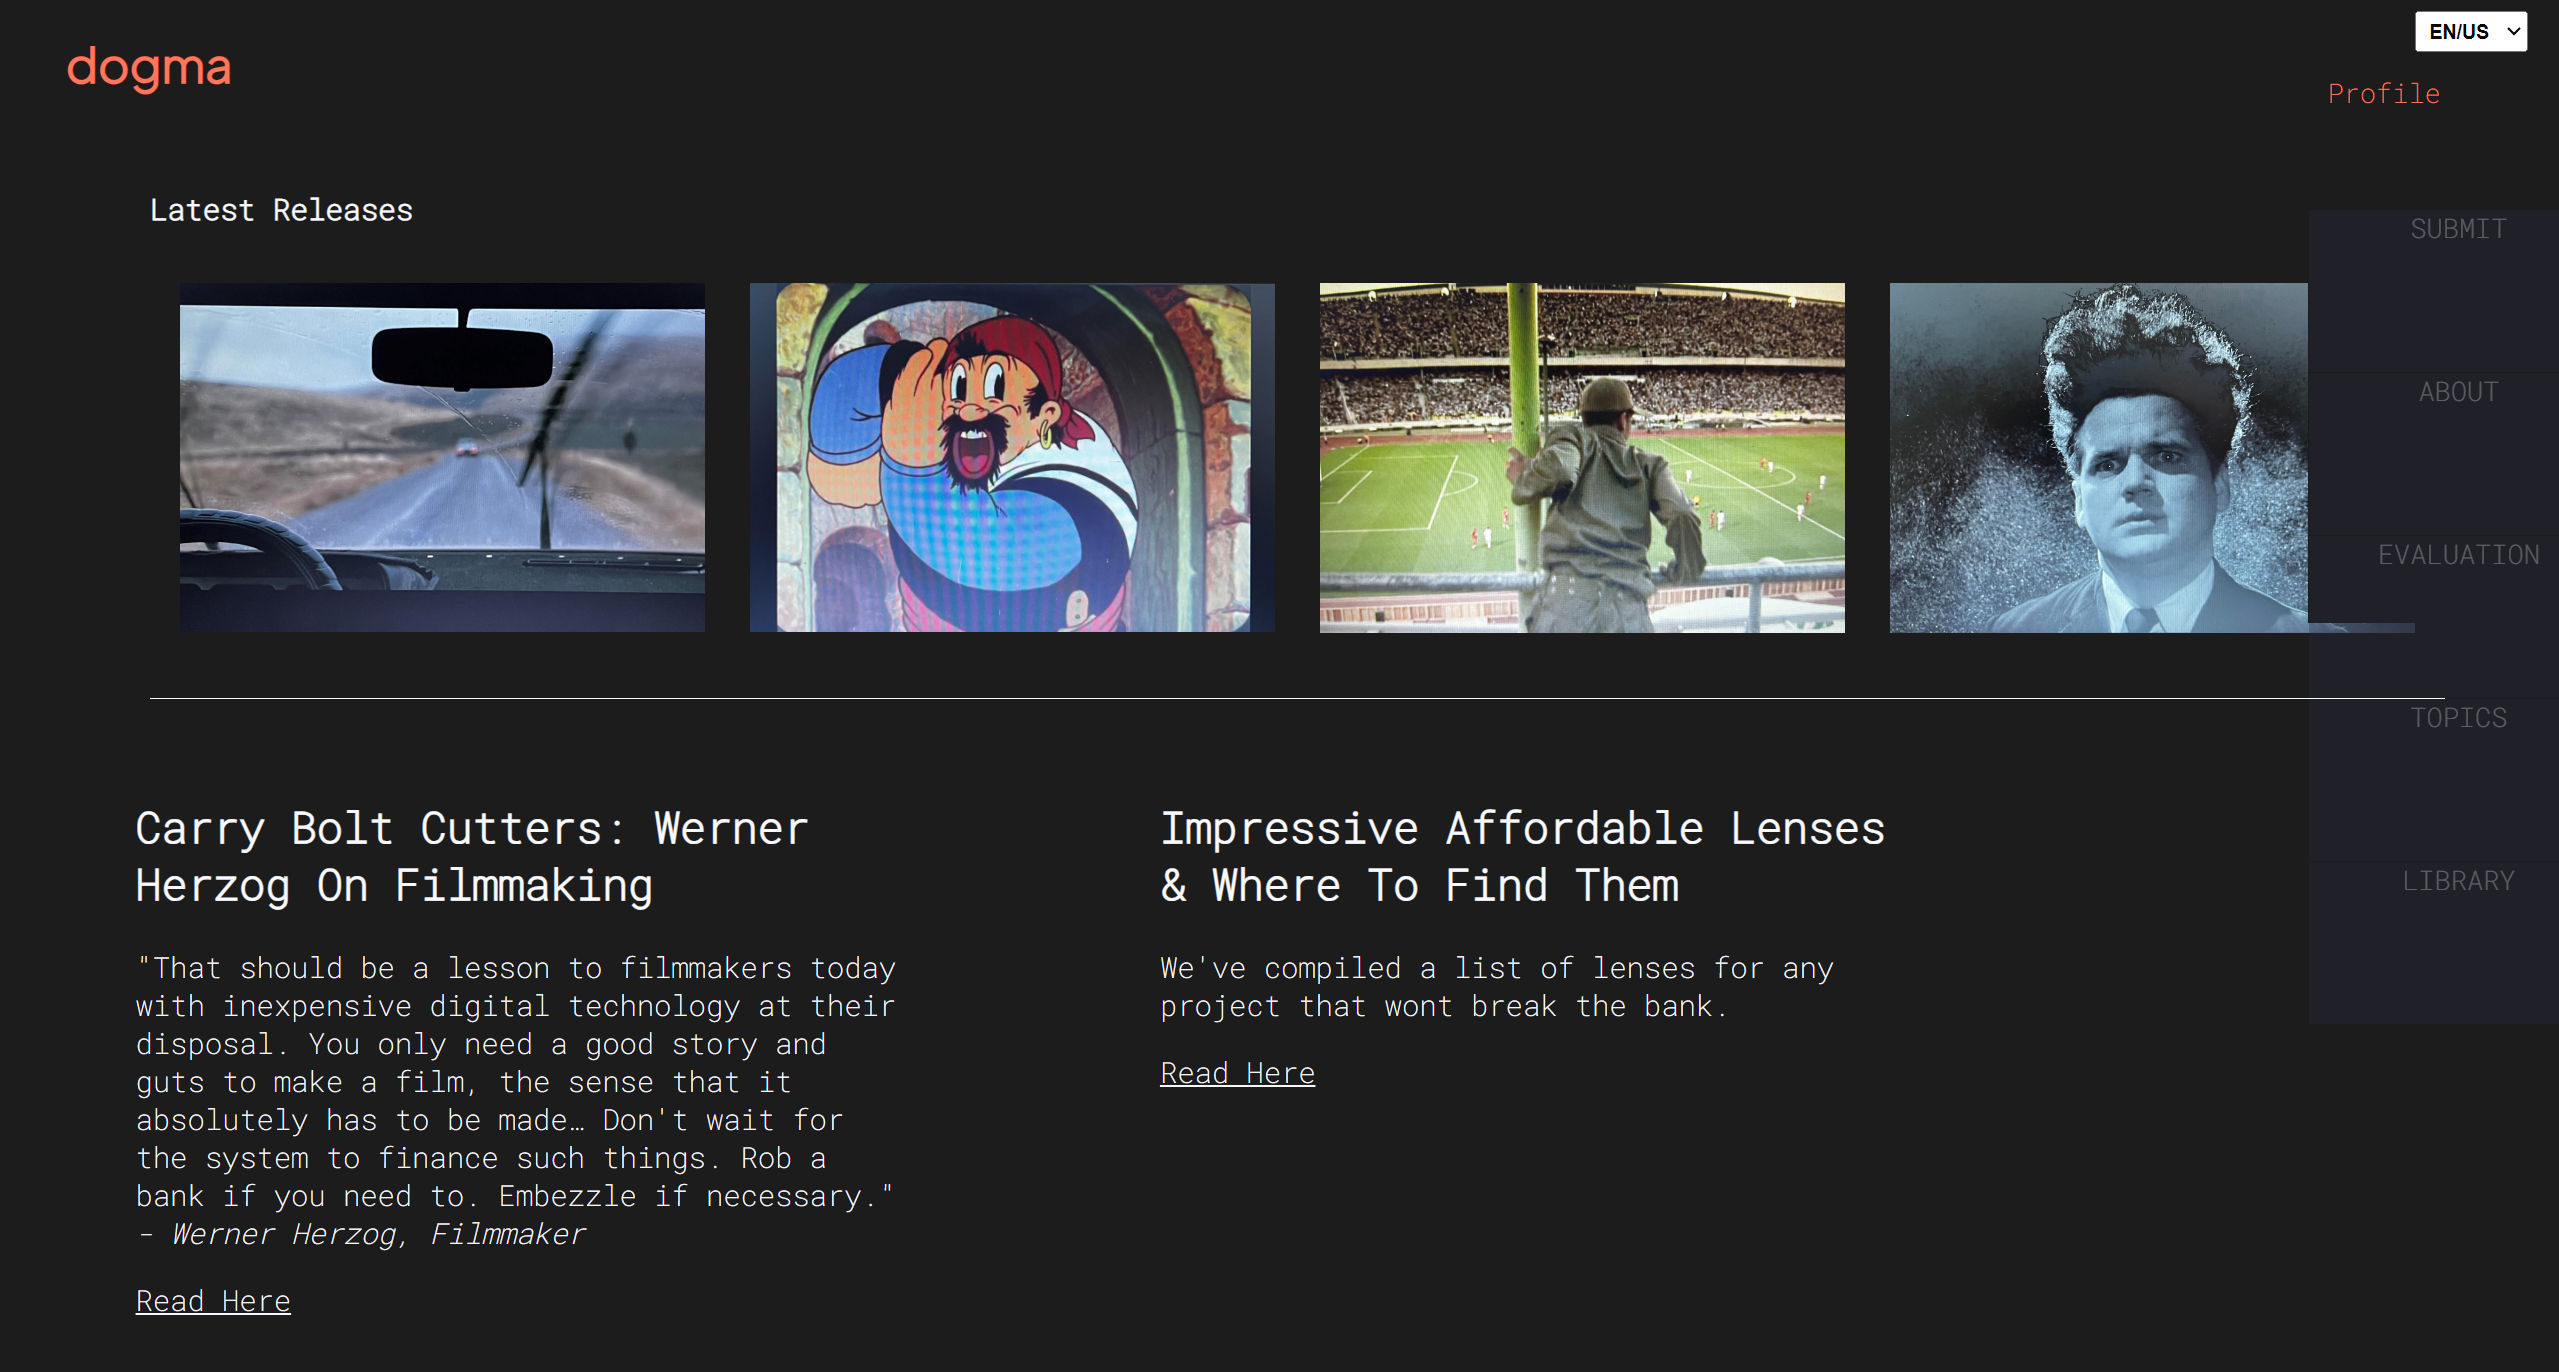 dogma
EN/US
Profile
Latest Releases
SUBMIT
ABOUT
EVALUATION
TOPICS
LIBRARY
Carry Bolt Cutters: Werner
Herzog On Filmmaking
"That should be a lesson to filmmakers today
with inexpensive digital technology at their
disposal. You only need a good story and
guts to make a film, the sense that it
absolutely has to be made… Don't wait for
the system to finance such things. Rob a
bank if you need to. Embezzle if necessary."
- Werner Herzog, Filmmaker
Read Here
Impressive Affordable Lenses
& Where To Find Them
We've compiled a list of lenses for any
project that wont break the bank.
Read Here